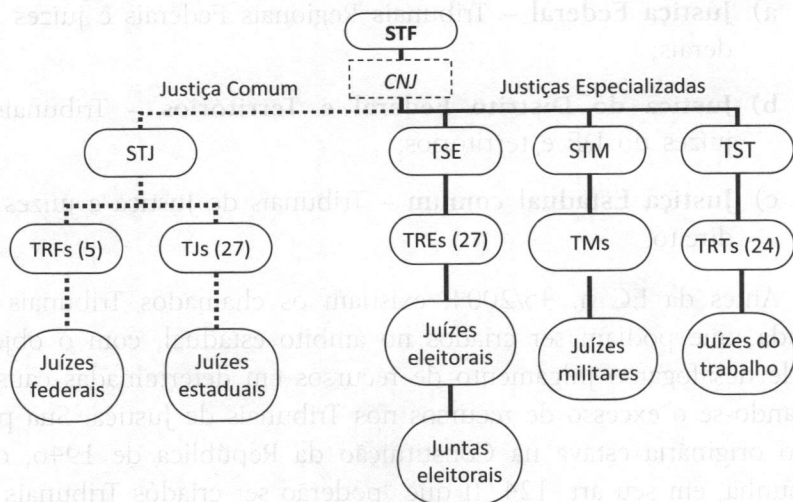 STF
CNJ
Justiça Comum
Justiças Especializadas
STJ
TSE
STM
TST
TRFs (5)
TJs (27)
TREs (27)
TMs
TRTs (24)
Juízes
federais
Juízes
estaduais
Juízes
eleitorais
Juízes
militares
Juízes do
trabalho
Juntas
eleitorais